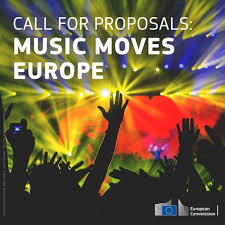 CALL FOR PROPOSALS:
MUSIC MOVES
EUROPE
European
Commission